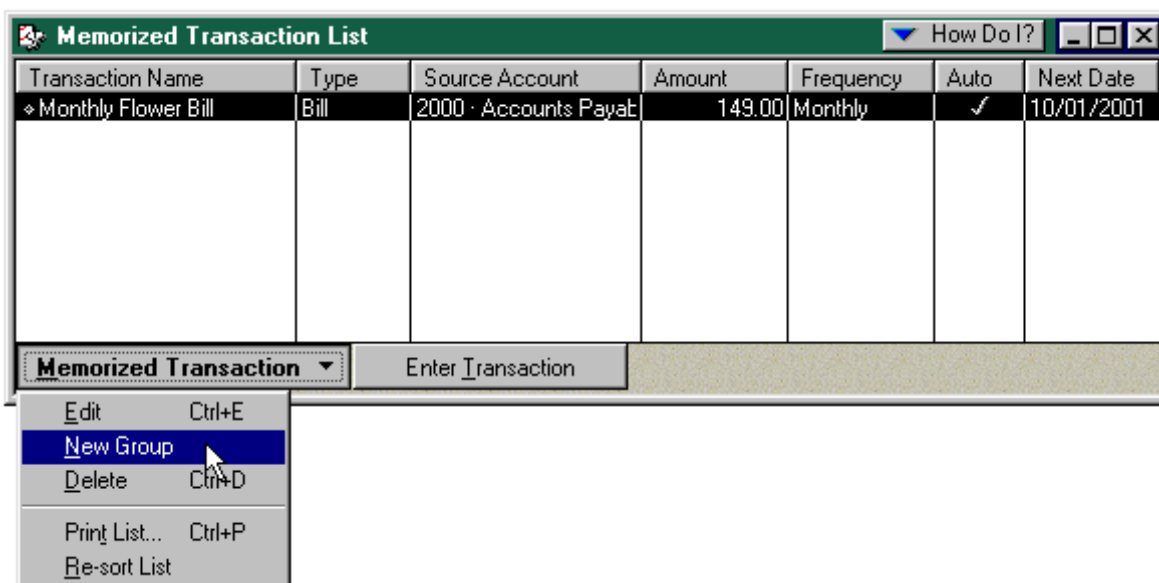 Memorized Transaction List How Do I?
Transaction Name Type Source Account Amount Frequency Auto Next Date
Monthly Flower Bill Bill 2000 · Accounts Payab 149.00 Monthly ✓ 10/01/2001
Memorized Transaction Enter Transaction
Edit Ctrl+E
New Group
Delete Ctrl+D
Print List... Ctrl+P
Re-sort List